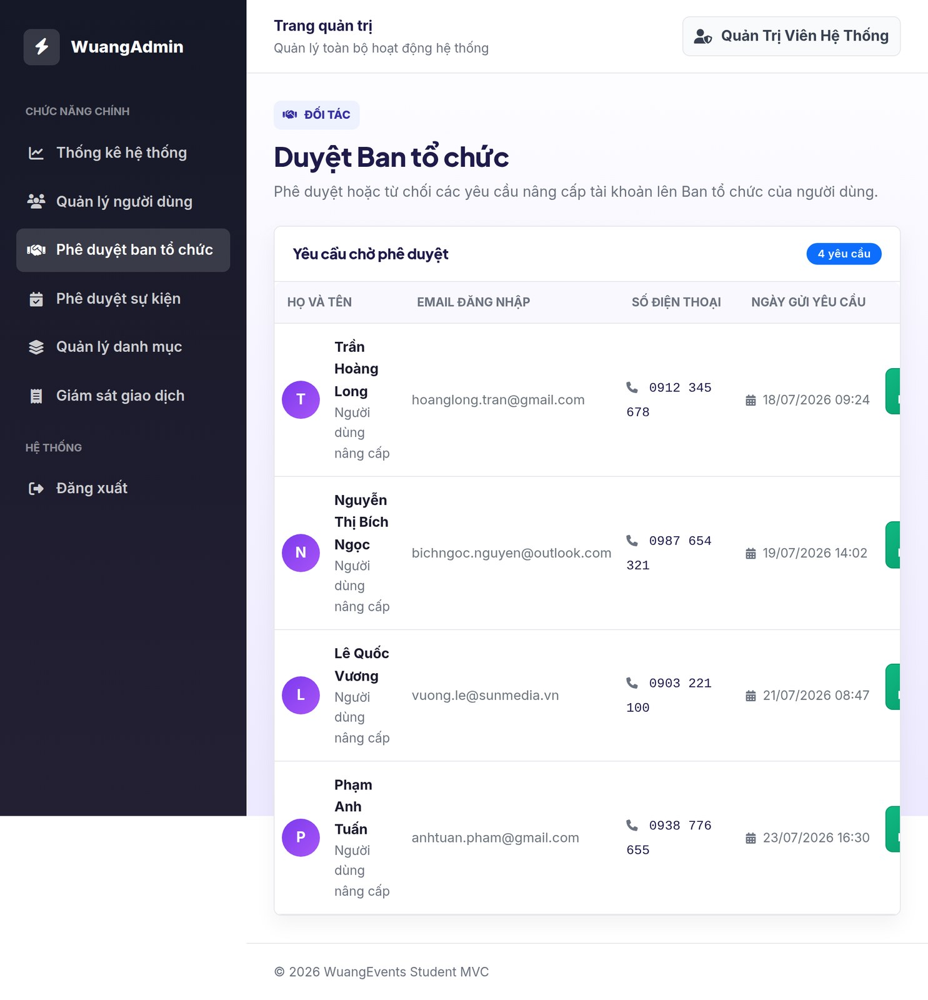 WuangAdmin
CHỨC NĂNG CHÍNH
Thống kê hệ thống
Quản lý người dùng
Phê duyệt ban tổ chức
Phê duyệt sự kiện
Quản lý danh mục
Giám sát giao dịch
HỆ THỐNG
Đăng xuất
Trang quản trị
Quản lý toàn bộ hoạt động hệ thống
Quản Trị Viên Hệ Thống
ĐỐI TÁC
Duyệt Ban tổ chức
Phê duyệt hoặc từ chối các yêu cầu nâng cấp tài khoản lên Ban tổ chức của người dùng.
Yêu cầu chờ phê duyệt
4 yêu cầu
HỌ VÀ TÊN
EMAIL ĐĂNG NHẬP
SỐ ĐIỆN THOẠI
NGÀY GỬI YÊU CẦU
T
Trần
Hoàng
Long
Người
dùng
nâng cấp
hoanglong.tran@gmail.com
0912 345
678
18/07/2026 09:24
N
Nguyễn
Thị Bích
Ngọc
Người
dùng
nâng cấp
bichngoc.nguyen@outlook.com
0987 654
321
19/07/2026 14:02
L
Lê Quốc
Vương
Người
dùng
nâng cấp
vuong.le@sunmedia.vn
0903 221
100
21/07/2026 08:47
P
Phạm
Anh
Tuấn
Người
dùng
nâng cấp
anhtuan.pham@gmail.com
0938 776
655
23/07/2026 16:30
© 2026 WuangEvents Student MVC